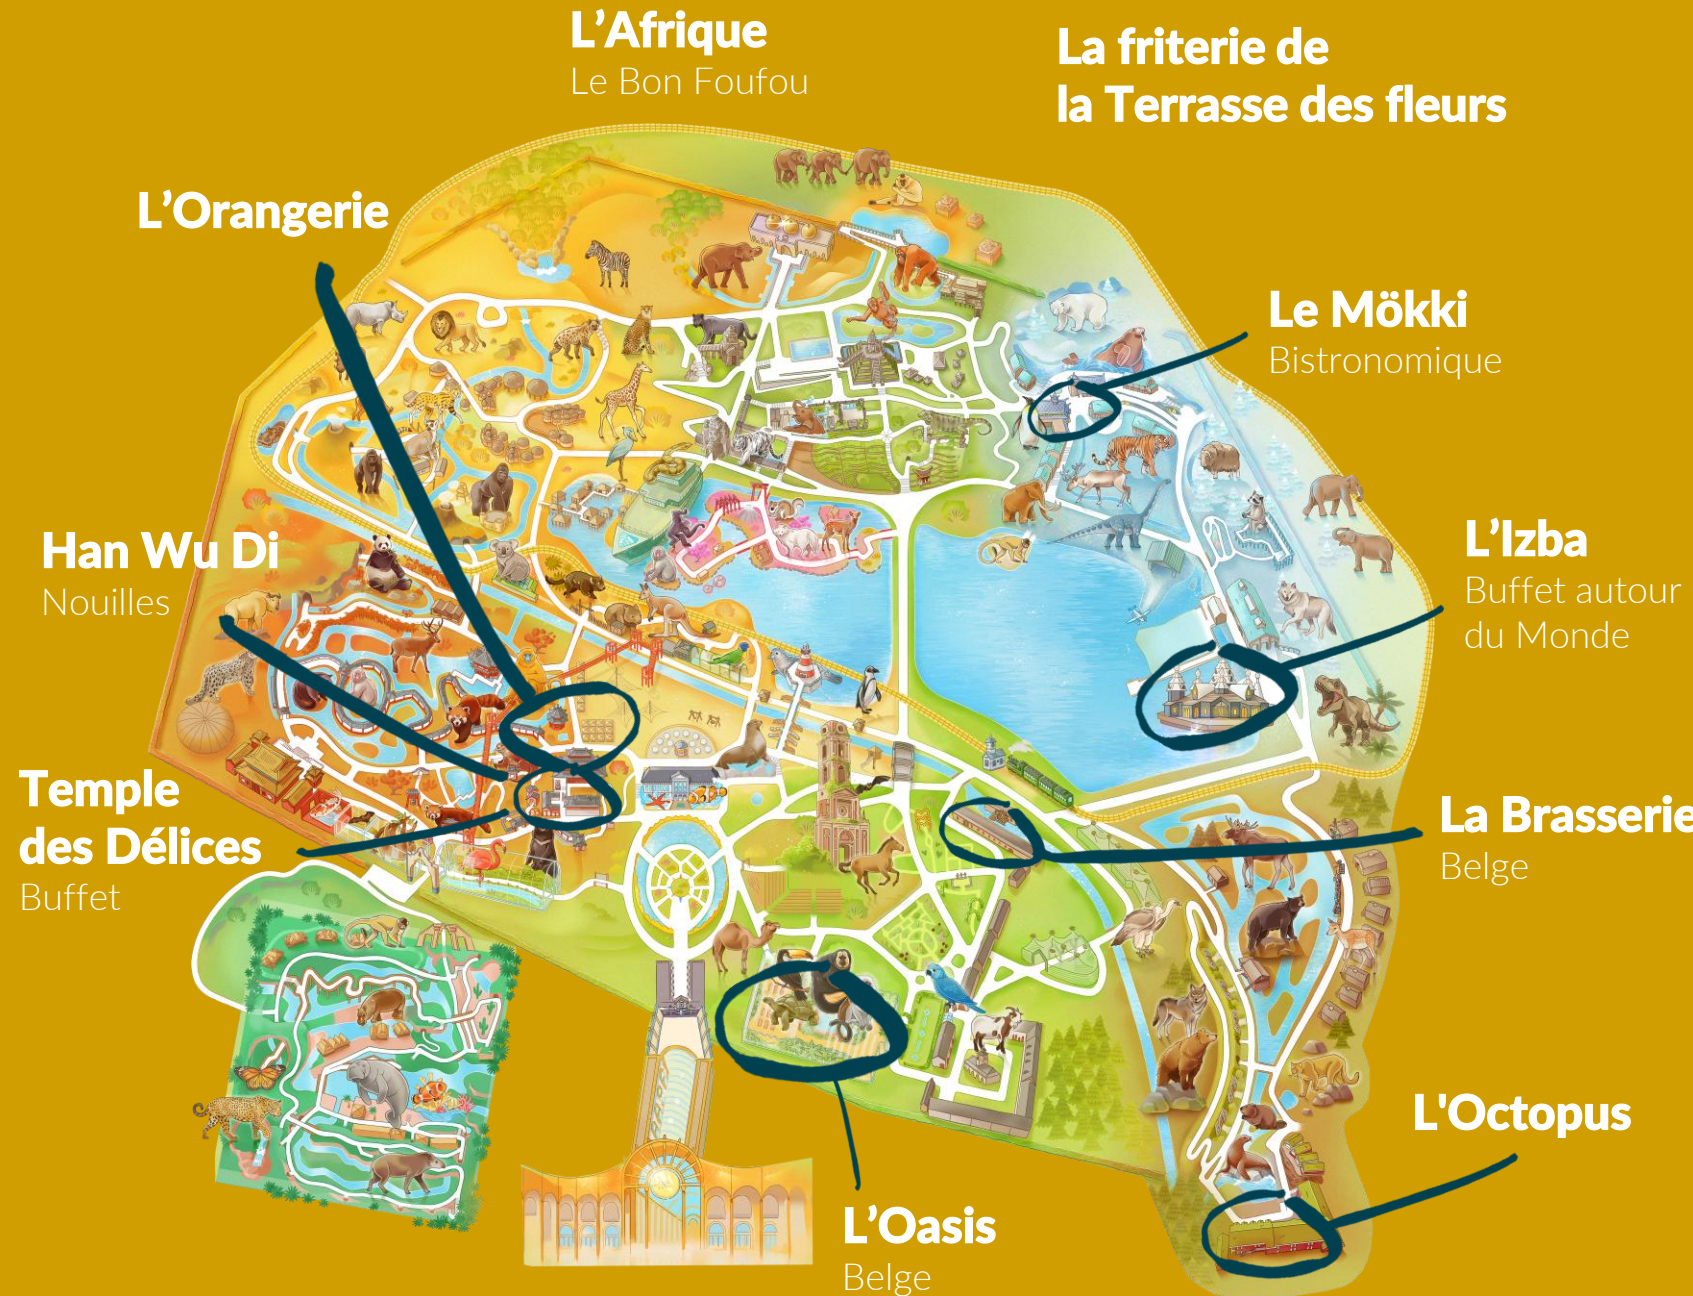 L’Afrique
Le Bon Foufou
La friterie de
la Terrasse des fleurs
L’Orangerie
Le Mökki
Bistronomique
Han Wu Di
Nouilles
L’Izba
Buffet autour
du Monde
Temple
des Délices
Buffet
La Brasserie
Belge
L'Octopus
L’Oasis
Belge